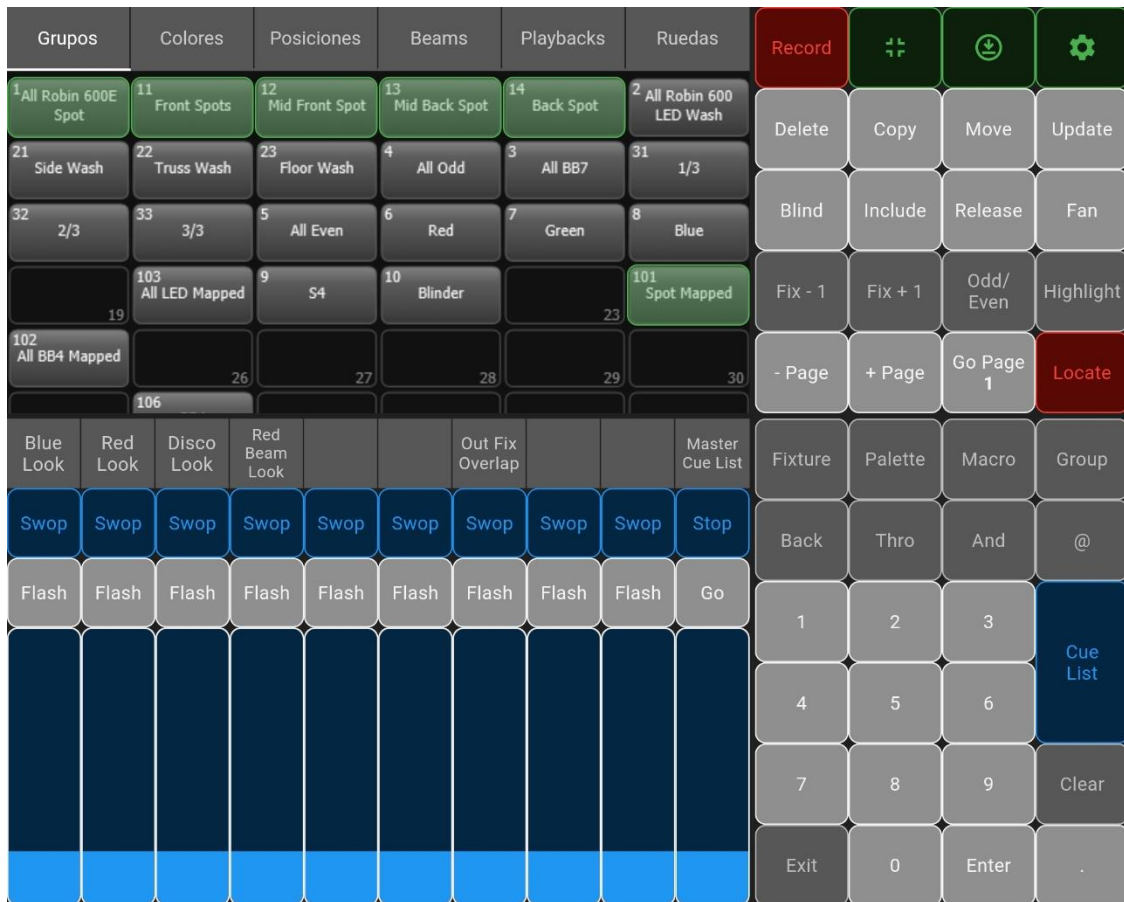 Grupos Colores Posiciones Beams Playbacks Ruedas
1 All Robin 600E Spot
11 Front Spots
12 Mid Front Spot
13 Mid Back Spot
14 Back Spot
2 All Robin 600 LED Wash
21 Side Wash
22 Truss Wash
23 Floor Wash
4 All Odd
3 All BB7
31 1/3
32 2/3
33 3/3
5 All Even
6 Red
7 Green
8 Blue
19
103 All LED Mapped
9 S4
10 Blinder
23
101 Spot Mapped
102 All BB4 Mapped
26 27 28 29 30
106
Record
Delete Copy Move Update
Blind Include Release Fan
Fix - 1 Fix + 1 Odd/ Even Highlight
- Page + Page Go Page 1 Locate
Blue Look
Red Look
Disco Look
Red Beam Look
Out Fix Overlap
Master Cue List
Swop Swop Swop Swop Swop Swop Swop Swop Swop Stop
Flash Flash Flash Flash Flash Flash Flash Flash Flash Go
Fixture Palette Macro Group
Back Thro And @
1 2 3 Cue List
4 5 6
7 8 9 Clear
Exit 0 Enter .